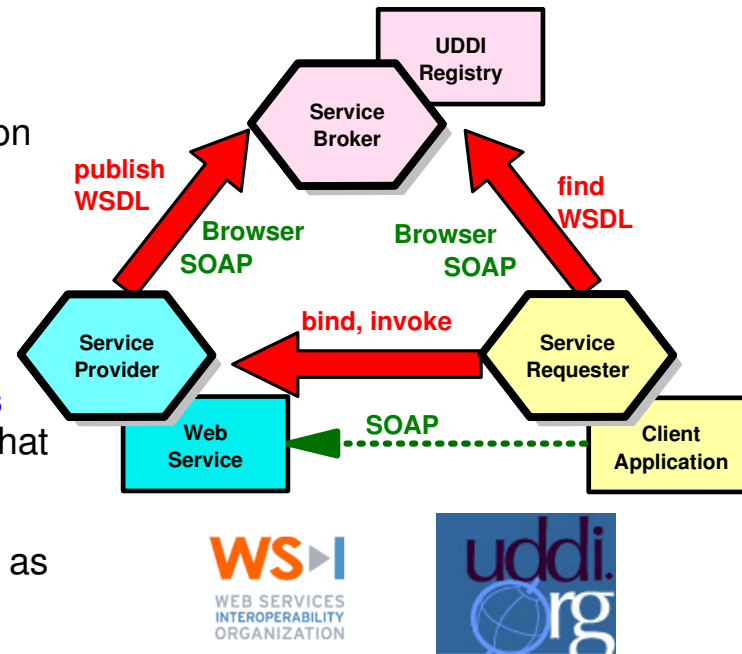 UDDI
Registry
Service
Broker
on
publish
WSDL
find
WSDL
Browser
SOAP
Browser
SOAP
bind, invoke
Service
Provider
Service
Requester
s
hat
Web
Service
SOAP
Client
Application
as
WS I
WEB SERVICES
INTEROPERABILITY
ORGANIZATION
uddi.
org